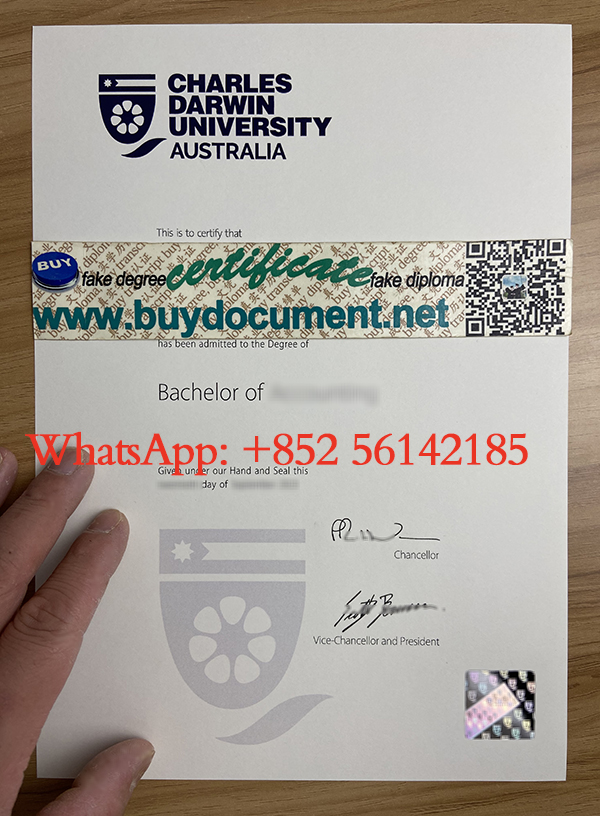 CHARLES
DARWIN
UNIVERSITY
AUSTRALIA
This is to certify that
BUY
fake degree certificate fake diploma
www.buydocument.net
has been admitted to the Degree of
Bachelor of
WhatsApp: +852 56142185
Given under our Hand and Seal this
day of
Chancellor
Vice-Chancellor and President